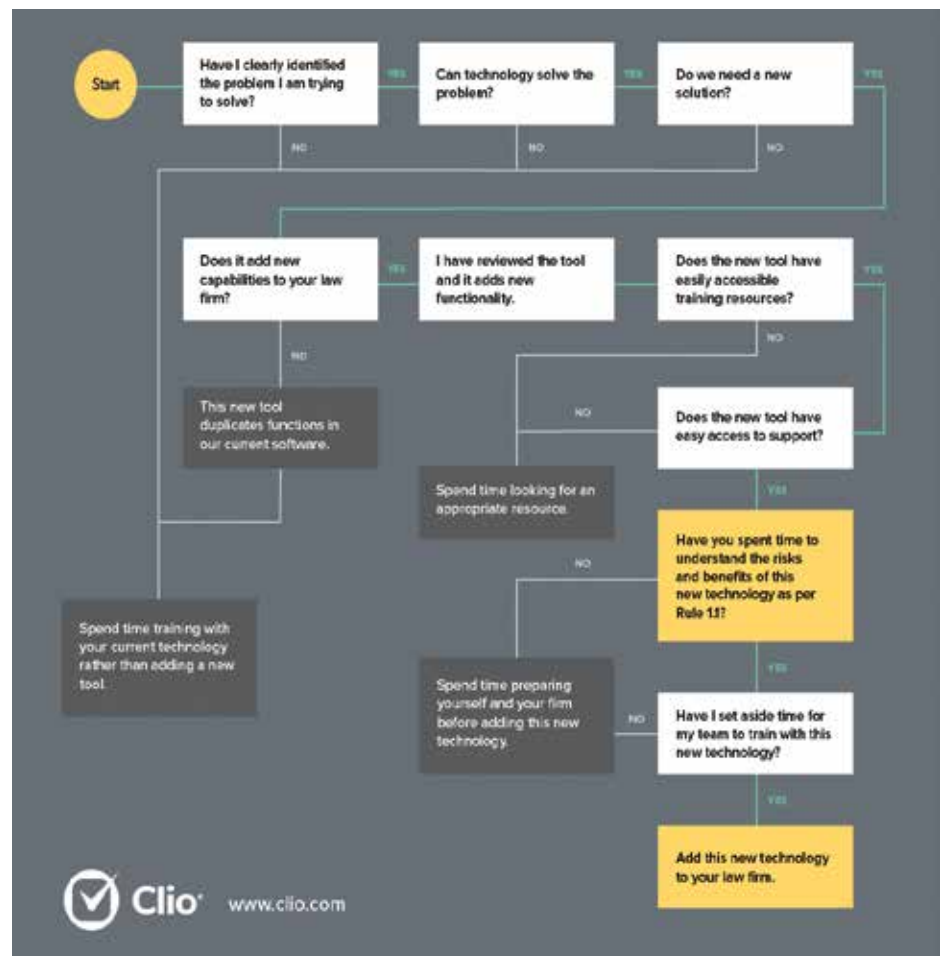 Start
Have I clearly identified
the problem I am trying
to solve?
YES
Can technology solve the
problem?
YES
Do we need a new
solution?
YES
NO
NO
NO
Does it add new
capabilities to your law
firm?
YES
I have reviewed the tool
and it adds new
functionality.
Does the new tool have
easily accessible
training resources?
YES
NO
NO
This new tool
duplicates functions in
our current software.
NO
Does the new tool have
easy access to support?
Spend time looking for an
appropriate resource.
YES
Have you spent time to
understand the risks
and benefits of this
new technology as per
Rule 1.1?
NO
Spend time training with
your current technology
rather than adding a new
tool.
YES
Spend time preparing
yourself and your firm
before adding this new
technology.
NO
Have I set aside time for
my team to train with this
new technology?
YES
Add this new technology
to your law firm.
Clio www.clio.com